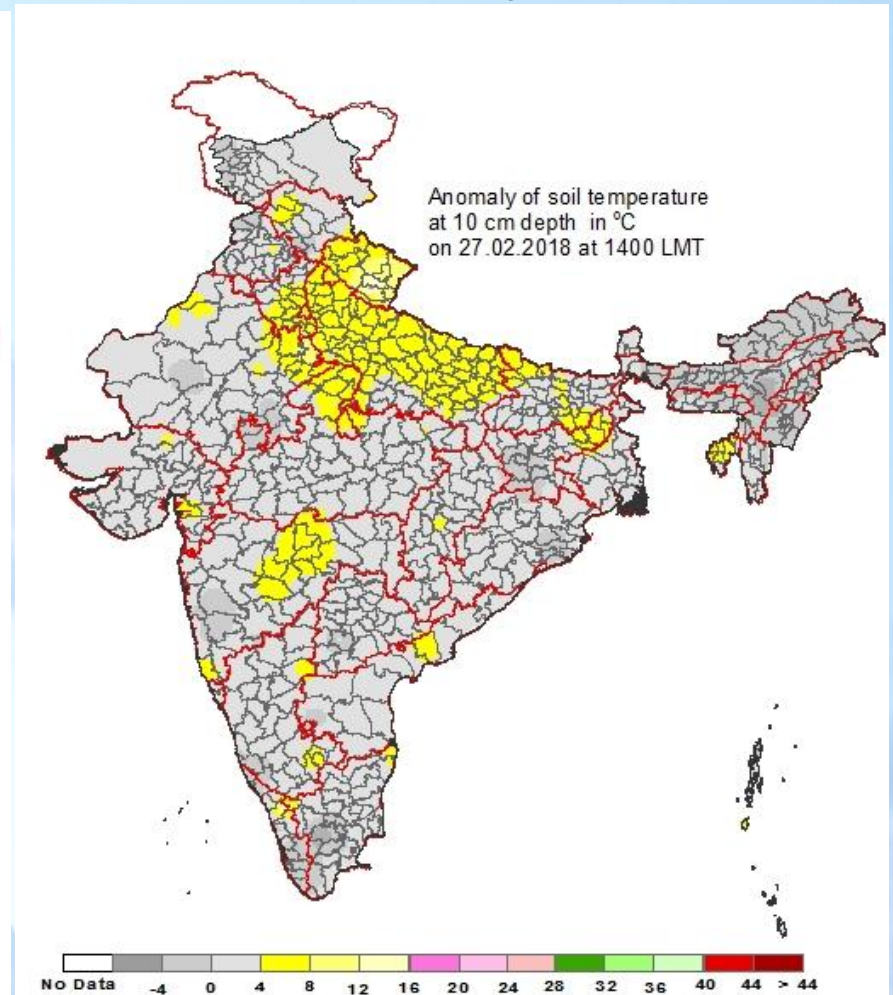 Anomaly of soil temperature
at 10 cm depth in °C
on 27.02.2018 at 1400 LMT
No Data -4 0 4 8 12 16 20 24 28 32 36 40 44 > 44